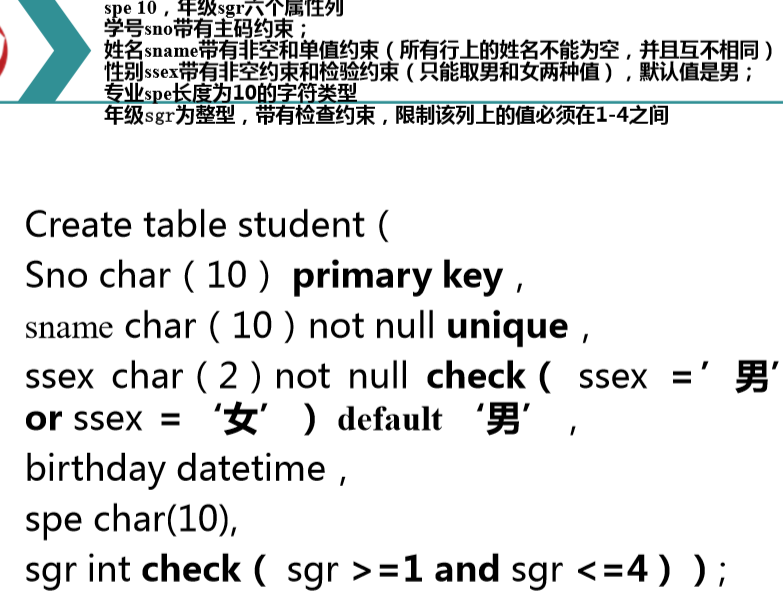 spe 10，年级sgr六个属性列
学号sno带有主码约束；
姓名sname带有非空和单值约束（所有行上的姓名不能为空，并且互不相同）
性别ssex带有非空约束和检验约束（只能取男和女两种值），默认值是男；
专业spe长度为10的字符类型
年级sgr为整型，带有检查约束，限制该列上的值必须在1-4之间
Create table student（
Sno char（10） primary key，
sname char（10）not null unique，
ssex char（2）not null check（ ssex =’男’
or ssex = ‘女’ ）default ‘男’ ，
birthday datetime，
spe char(10),
sgr int check（ sgr >=1 and sgr <=4））;